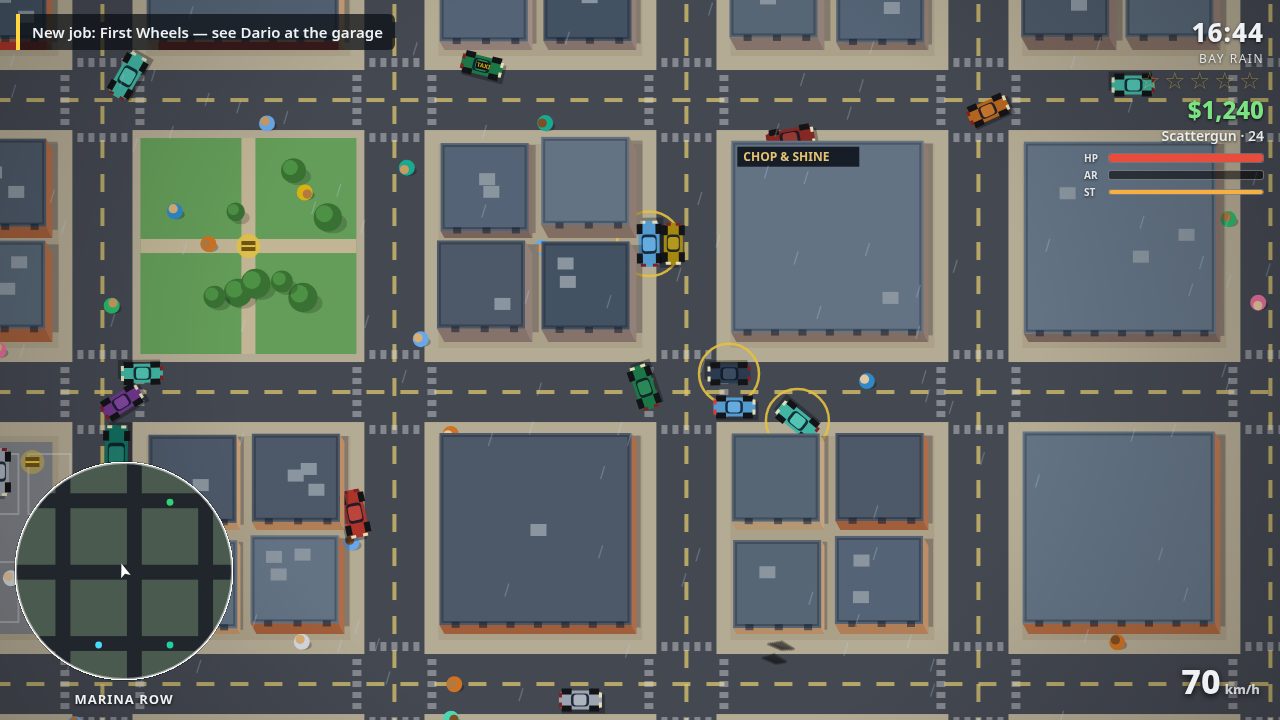 New job: First Wheels — see Dario at the garage
16:44
BAY RAIN
$1,240
Scattergun · 24
HP
AR
ST
TAXI
CHOP & SHINE
MARINA ROW
70 km/h